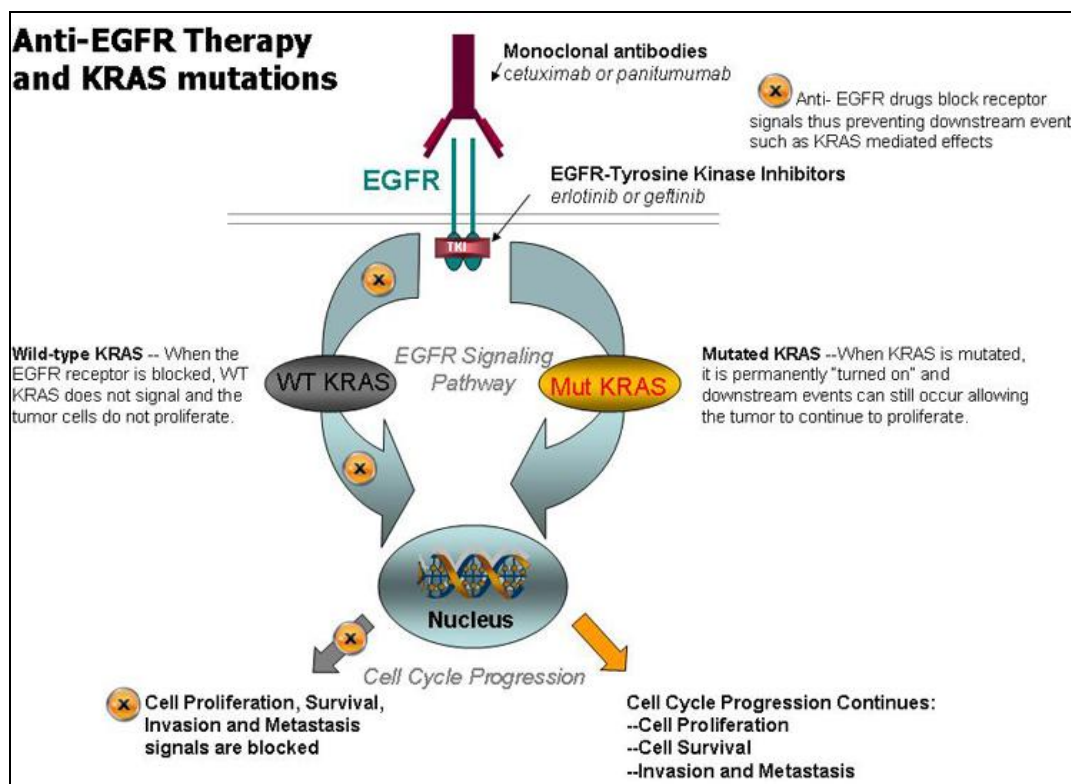 Anti-EGFR Therapy
and KRAS mutations
Monoclonal antibodies
cetuximab or panitumumab
x Anti- EGFR drugs block receptor
signals thus preventing downstream event
such as KRAS mediated effects
EGFR
EGFR-Tyrosine Kinase Inhibitors
erlotinib or geftinib
TKI
x
Wild-type KRAS -- When the
EGFR receptor is blocked, WT
KRAS does not signal and the
tumor cells do not proliferate.
WT KRAS
EGFR Signaling
Pathway
Mut KRAS
Mutated KRAS --When KRAS is mutated,
it is permanently "turned on" and
downstream events can still occur allowing
the tumor to continue to proliferate.
x
Nucleus
x
Cell Cycle Progression
x Cell Proliferation, Survival,
Invasion and Metastasis
signals are blocked
Cell Cycle Progression Continues:
--Cell Proliferation
--Cell Survival
--Invasion and Metastasis